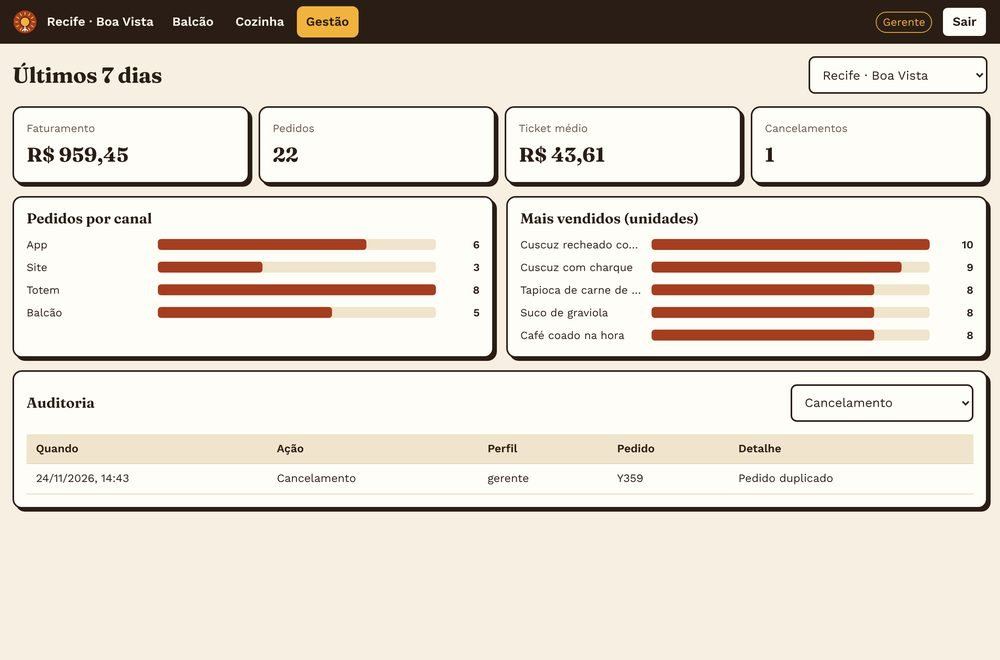 Recife · Boa Vista Balcão Cozinha Gestão Gerente Sair
Últimos 7 dias Recife · Boa Vista
Faturamento Pedidos Ticket médio Cancelamentos
R$ 959,45 22 R$ 43,61 1
Pedidos por canal
App 6
Site 3
Totem 8
Balcão 5
Mais vendidos (unidades)
Cuscuz recheado co... 10
Cuscuz com charque 9
Tapioca de carne de ... 8
Suco de graviola 8
Café coado na hora 8
Auditoria Cancelamento
Quando Ação Perfil Pedido Detalhe
24/11/2026, 14:43 Cancelamento gerente Y359 Pedido duplicado